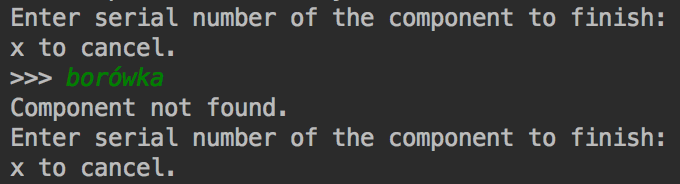 Enter serial number of the component to finish:
x to cancel.
>>> borówka
Component not found.
Enter serial number of the component to finish:
x to cancel.